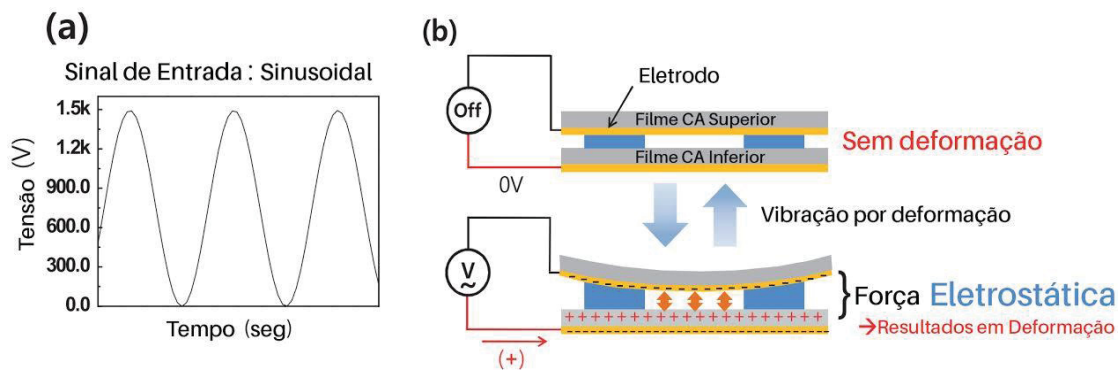 (a)
Sinal de Entrada : Sinusoidal
Tensão (V)
1.5k
1.2k
900.0
600.0
300.0
0.0
Tempo (seg)
(b)
Eletrodo
Off
Filme CA Superior
Filme CA Inferior
Sem deformação
0V
Vibração por deformação
V
~
(+)
+ + + + + + + + + + + + + + + + + +
Força Eletrostática
→Resultados em Deformação